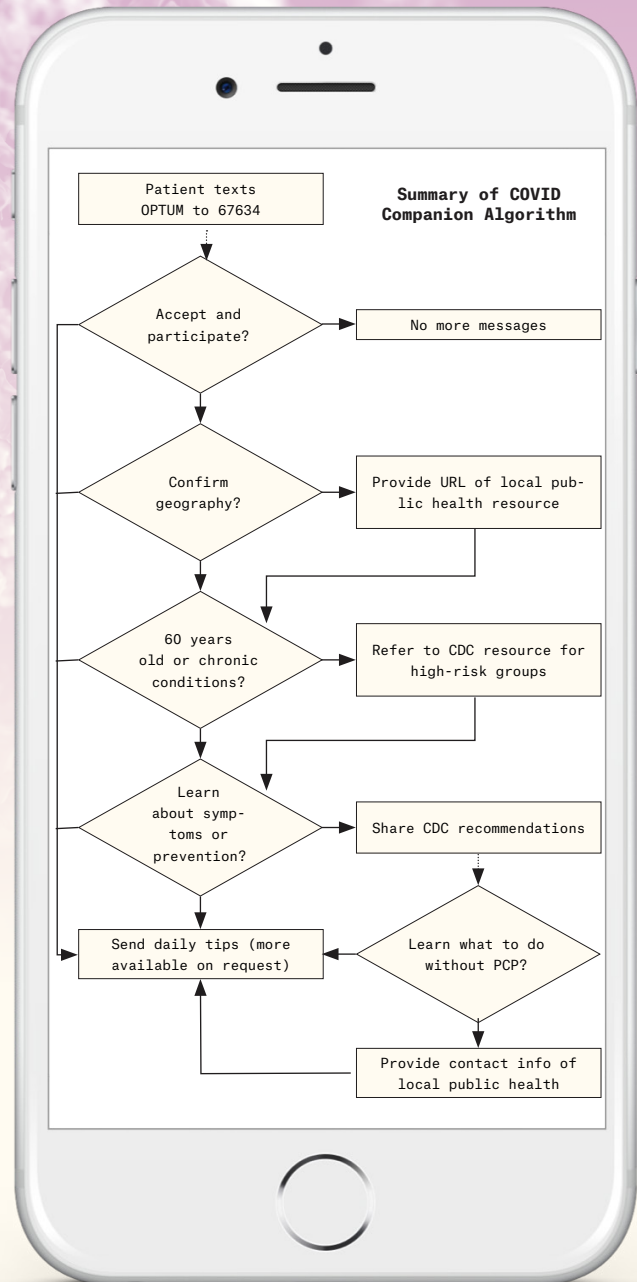 Patient texts
OPTUM to 67634
Summary of COVID
Companion Algorithm
Accept and
participate?
No more messages
Confirm
geography?
Provide URL of local pub-
lic health resource
60 years
old or chronic
conditions?
Refer to CDC resource for
high-risk groups
Learn
about symp-
toms or
prevention?
Share CDC recommendations
Send daily tips (more
available on request)
Learn what to do
without PCP?
Provide contact info of
local public health